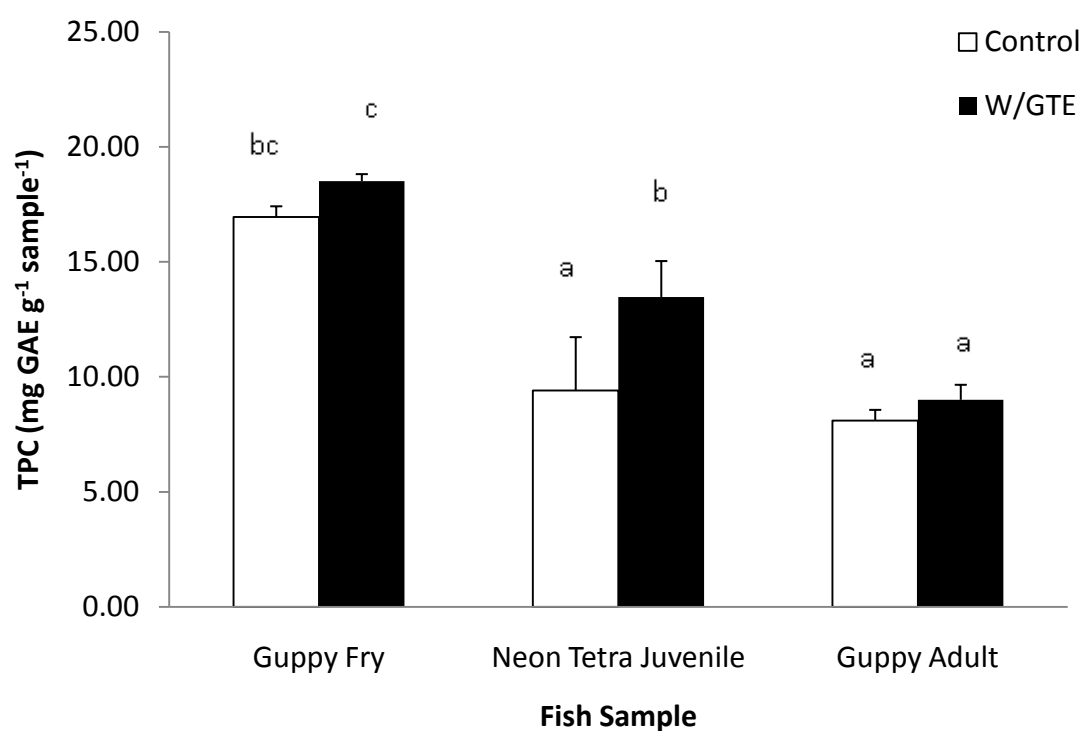 25.00
20.00
15.00
10.00
5.00
0.00
TPC (mg GAE g⁻¹ sample⁻¹)
Control
W/GTE
bc
c
a
b
a
a
Guppy Fry
Neon Tetra Juvenile
Guppy Adult
Fish Sample